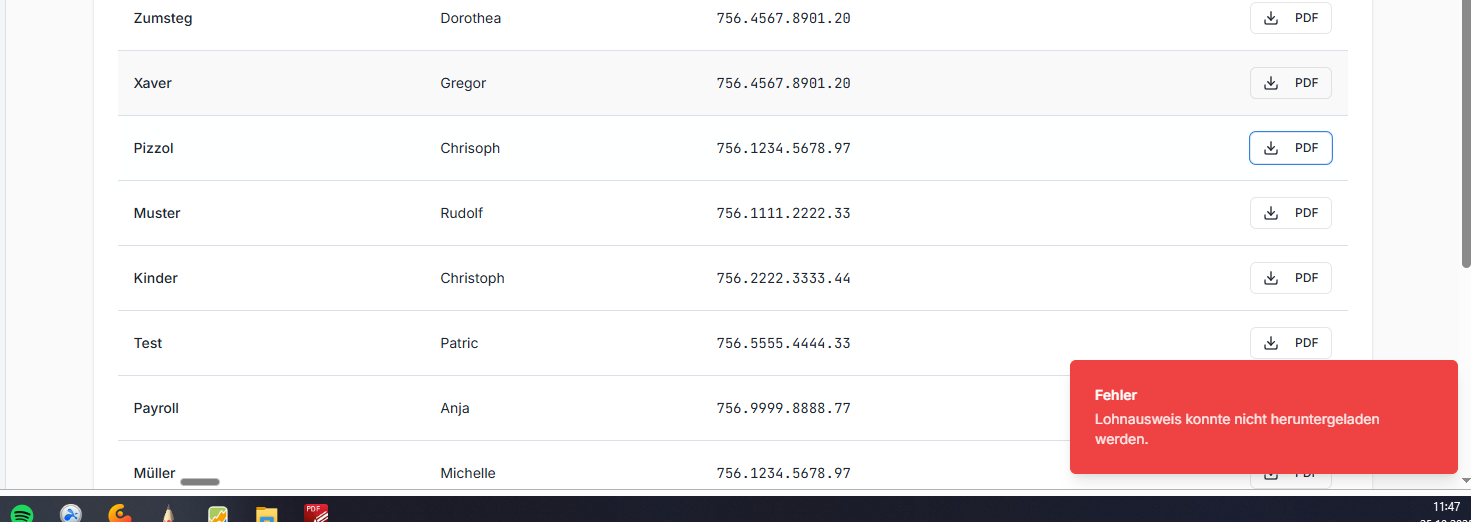 Zumsteg Dorothea 756.4567.8901.20 PDF
Xaver Gregor 756.4567.8901.20 PDF
Pizzol Chrisoph 756.1234.5678.97 PDF
Muster Rudolf 756.1111.2222.33 PDF
Kinder Christoph 756.2222.3333.44 PDF
Test Patric 756.5555.4444.33 PDF
Payroll Anja 756.9999.8888.77
Fehler
Lohnausweis konnte nicht heruntergeladen
werden.
Müller Michelle 756.1234.5678.97 PDF
PDF
11:47